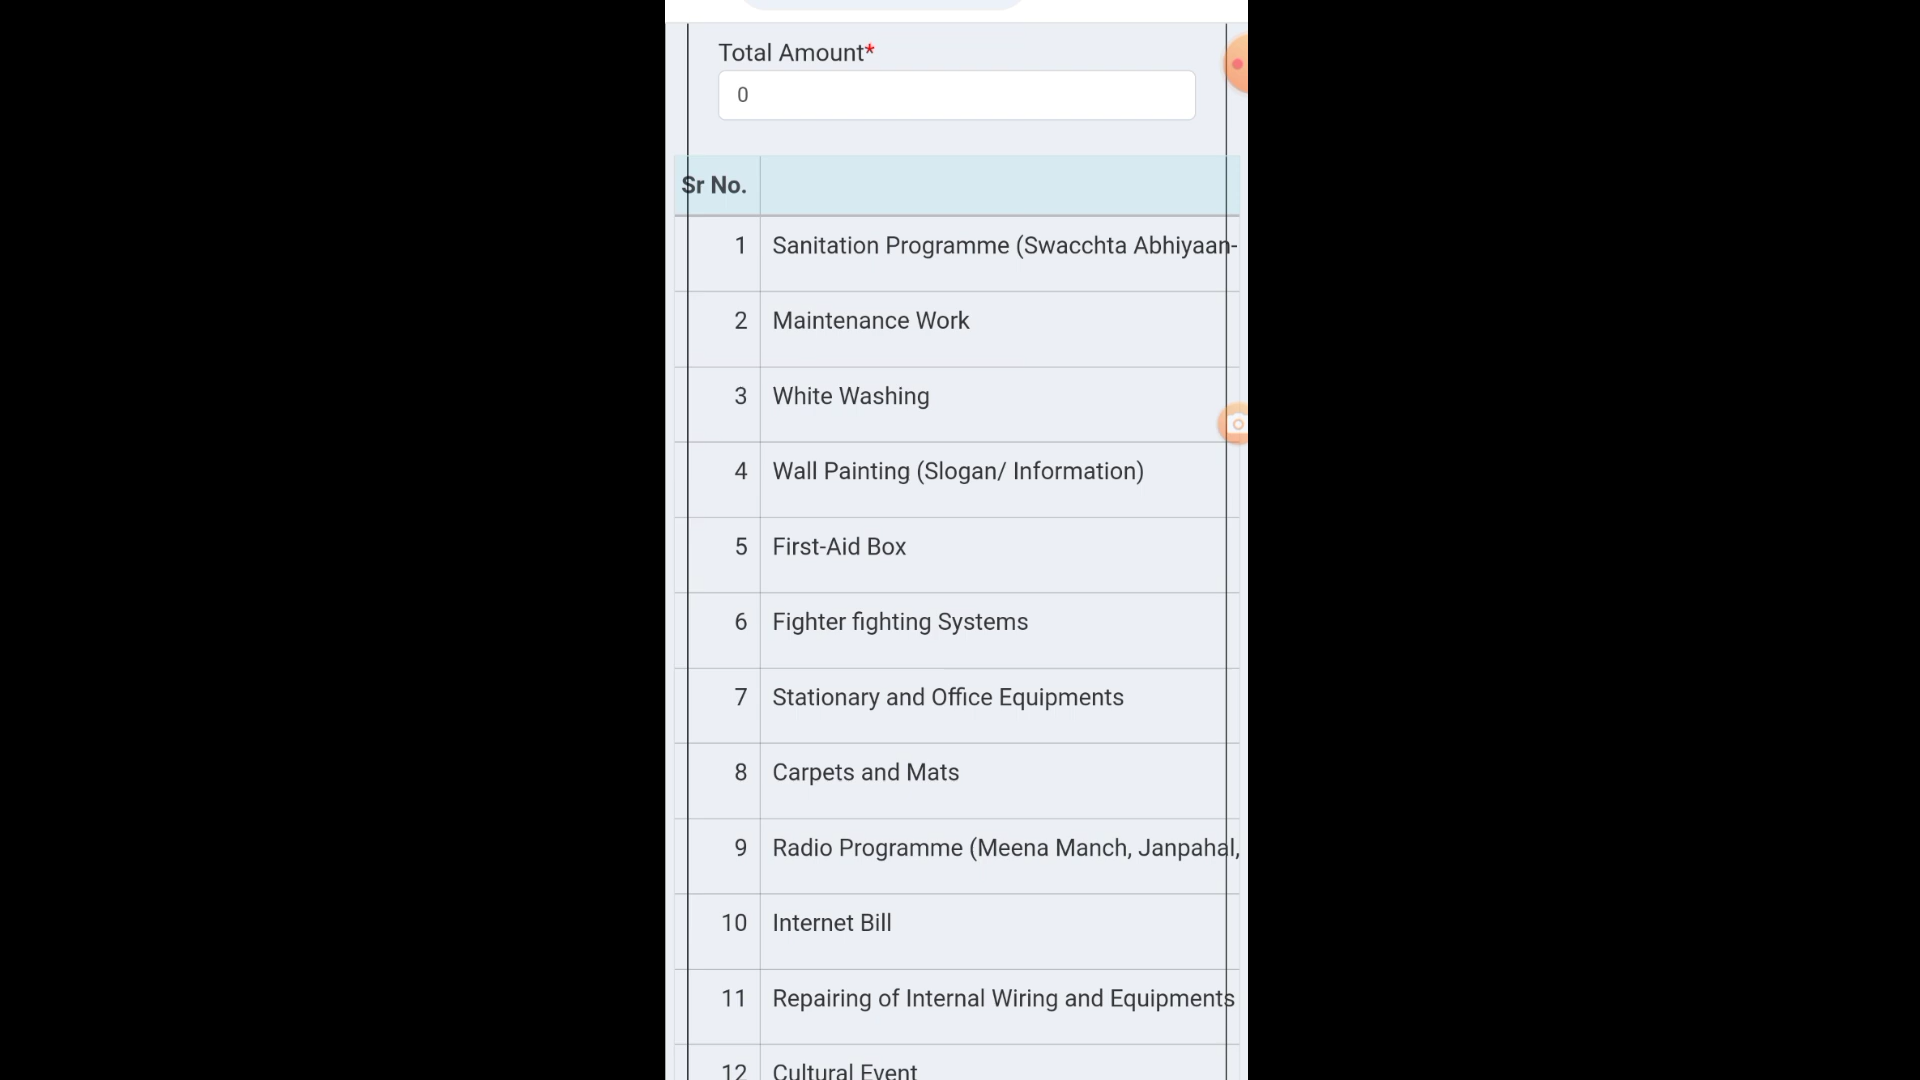 Total Amount*
0
Sr No.
1 Sanitation Programme (Swacchta Abhiyaan-
2 Maintenance Work
3 White Washing
4 Wall Painting (Slogan/ Information)
5 First-Aid Box
6 Fighter fighting Systems
7 Stationary and Office Equipments
8 Carpets and Mats
9 Radio Programme (Meena Manch, Janpahal,
10 Internet Bill
11 Repairing of Internal Wiring and Equipments
12 Cultural Event